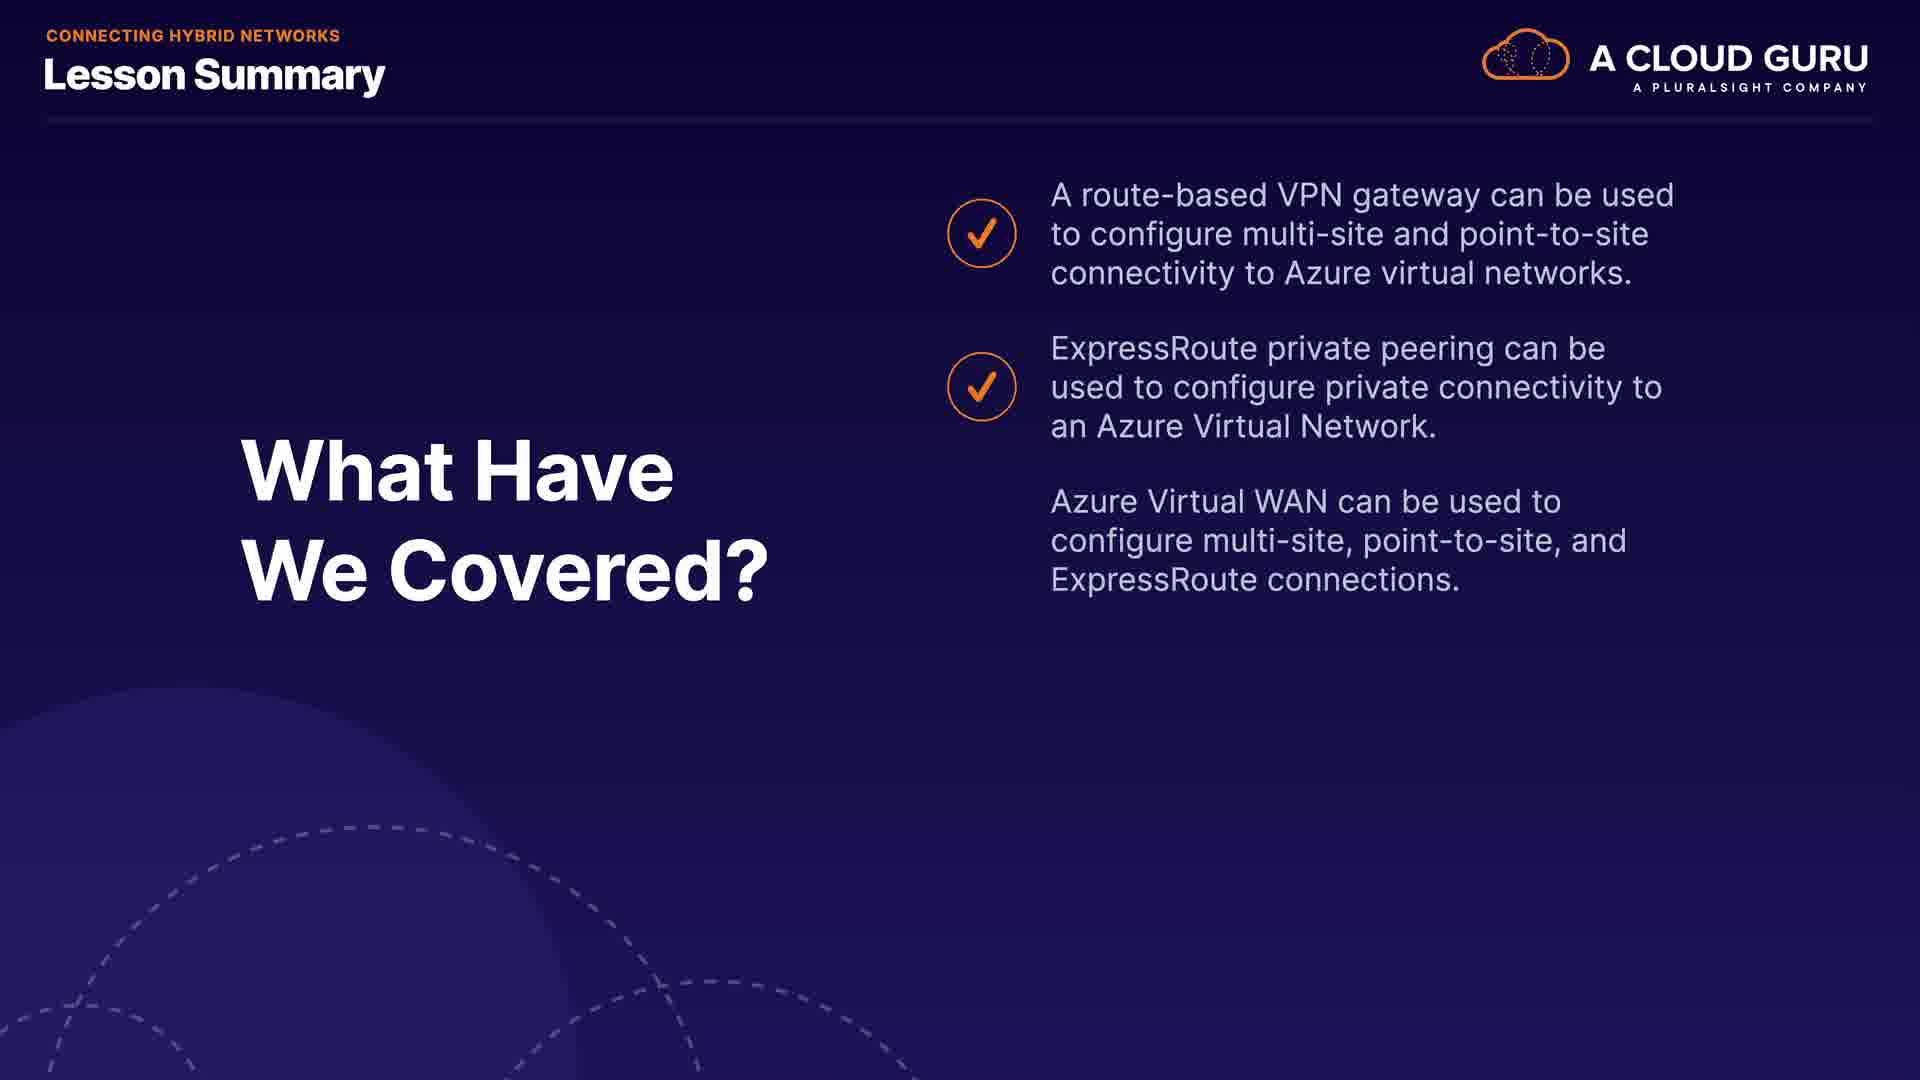 CONNECTING HYBRID NETWORKS
Lesson Summary
A CLOUD GURU
A PLURALSIGHT COMPANY
What Have
We Covered?
A route-based VPN gateway can be used
to configure multi-site and point-to-site
connectivity to Azure virtual networks.
ExpressRoute private peering can be
used to configure private connectivity to
an Azure Virtual Network.
Azure Virtual WAN can be used to
configure multi-site, point-to-site, and
ExpressRoute connections.